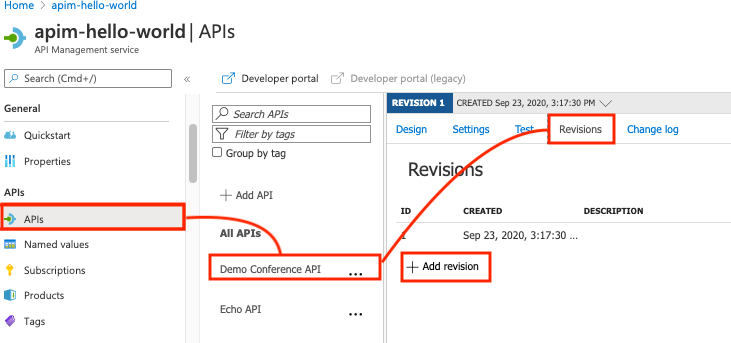 Home > apim-hello-world >
apim-hello-world | APIs
API Management service
Search (Cmd+/)
«
General
Quickstart
Properties
APIs
APIs
Named values
Subscriptions
Products
Tags
Developer portal
Developer portal (legacy)
Search APIs
Filter by tags
Group by tag
+ Add API
All APIs
Demo Conference API ...
Echo API ...
REVISION 1 CREATED Sep 23, 2020, 3:17:30 PM
Design Settings Test Revisions Change log
Revisions
ID CREATED DESCRIPTION
1 Sep 23, 2020, 3:17:30 ...
+ Add revision